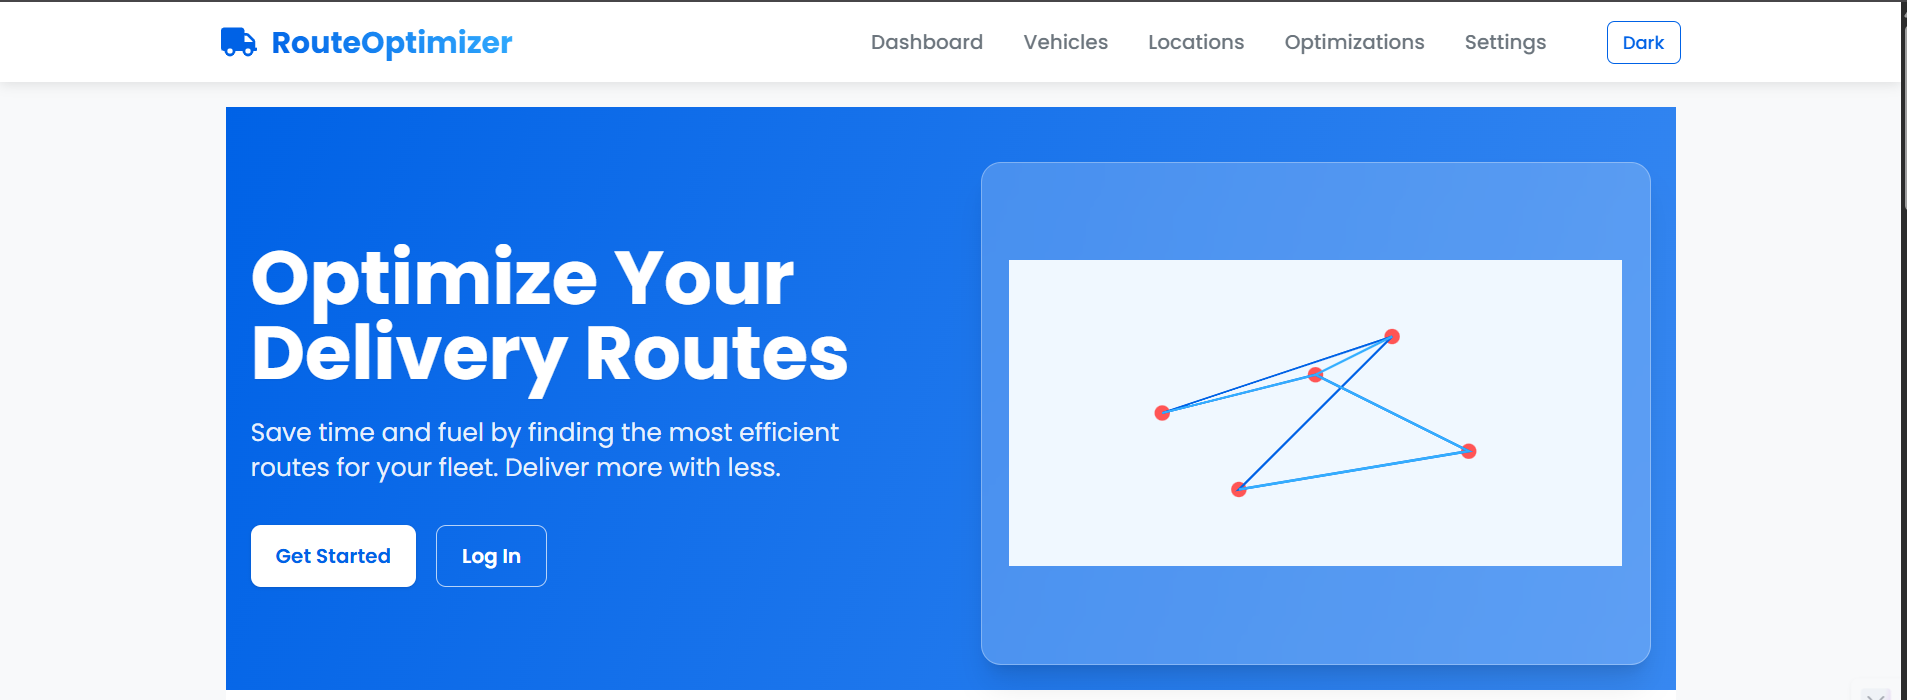 RouteOptimizer
Dashboard
Vehicles
Locations
Optimizations
Settings
Dark
Optimize Your
Delivery Routes
Save time and fuel by finding the most efficient
routes for your fleet. Deliver more with less.
Get Started
Log In